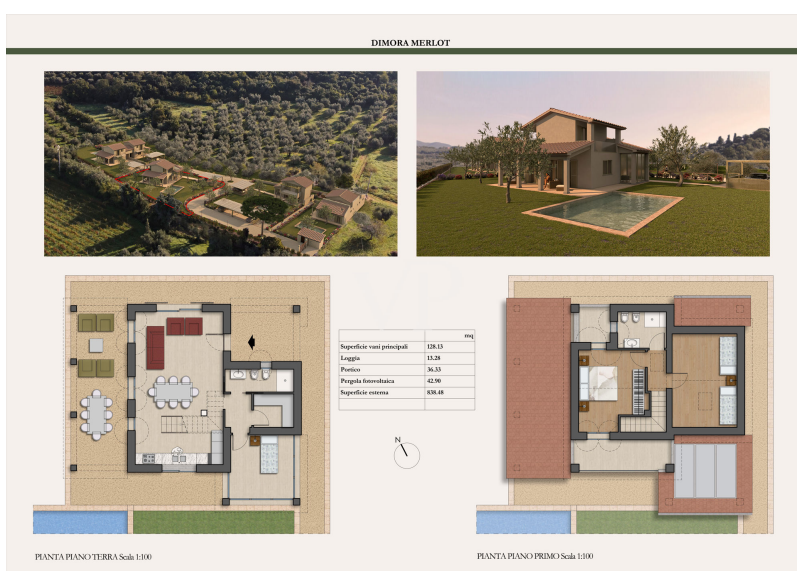 DIMORA MERLOT
mq
Superficie vani principali 128.13
Loggia 13.28
Portico 36.33
Pergola fotovoltaica 42.90
Superficie esterna 838.48
N
PIANTA PIANO TERRA Scala 1:100
PIANTA PIANO PRIMO Scala 1:100